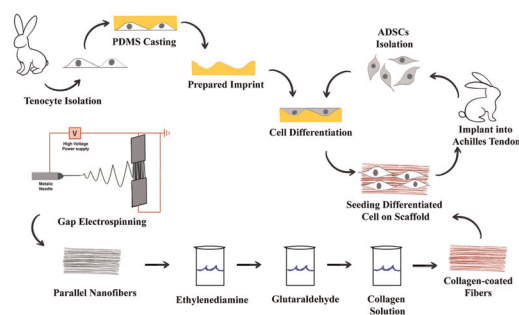 PDMS Casting
ADSCs
Isolation
Tenocyte Isolation
Prepared Imprint
Cell Differentiation
Implant into
Achilles Tendon
V
High Voltage
Power supply
Metalic
Needle
Seeding Differentiated
Cell on Scaffold
Gap Electrospinning
Parallel Nanofibers
Ethylenediamine
Glutaraldehyde
Collagen
Solution
Collagen-coated
Fibers